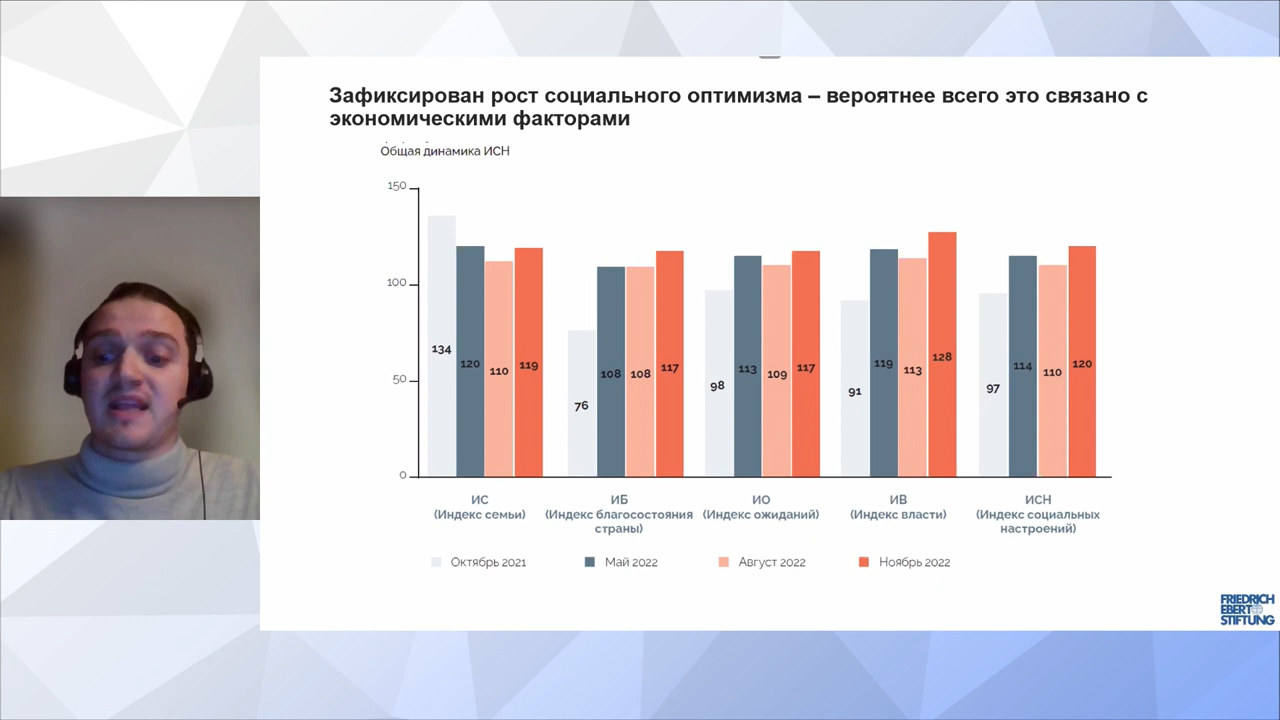 Зафиксирован рост социального оптимизма – вероятнее всего это связано с
экономическими факторами
Общая динамика ИСН
150
100
50
0
134
120
110
119
76
108
108
117
98
113
109
117
91
119
113
128
97
114
110
120
ИС
(Индекс семьи)
ИБ
(Индекс благосостояния
страны)
ИО
(Индекс ожиданий)
ИВ
(Индекс власти)
ИСН
(Индекс социальных
настроений)
Октябрь 2021
Май 2022
Август 2022
Ноябрь 2022
FRIEDRICH
EBERT
STIFTUNG